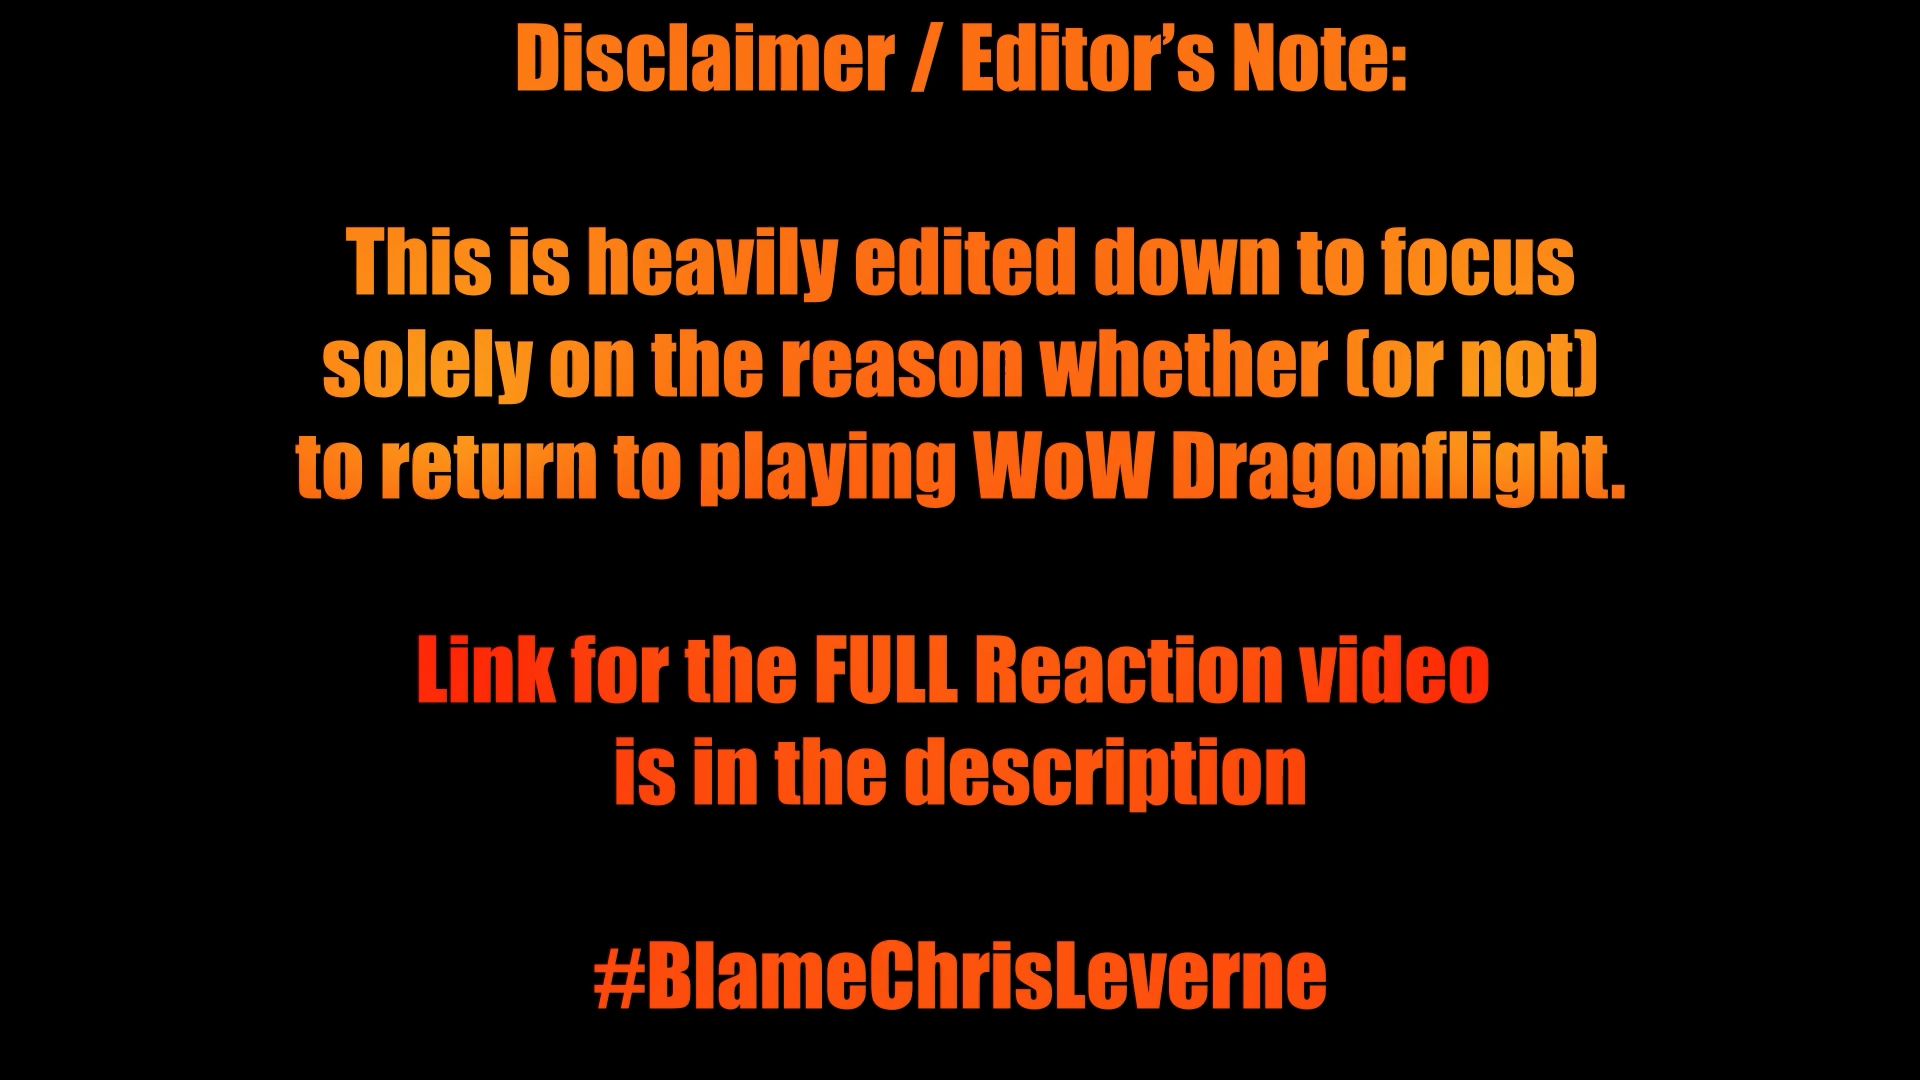 Disclaimer / Editor’s Note:
This is heavily edited down to focus
solely on the reason whether (or not)
to return to playing WoW Dragonflight.
Link for the FULL Reaction video
is in the description
#BlameChrisLeverne